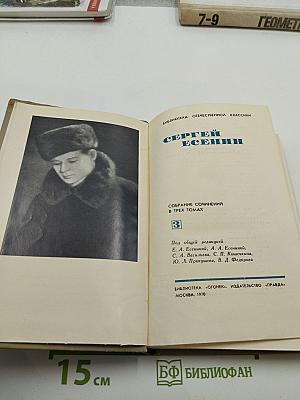 7-9
ГЕОМЕТ
БИБЛИОТЕКА ОТЕЧЕСТВЕННОЙ КЛАССИКИ
СЕРГЕЙ
ЕСЕНИН
СОБРАНИЕ СОЧИНЕНИЙ
В ТРЕХ ТОМАХ
3
Под общей редакцией
Е. А. Есениной, А. А. Есениной,
С. А. Васильева, С. П. Кошечкина,
Ю. Л. Прокушева, В. Д. Федорова
БИБЛИОТЕКА «ОГОНЕК». ИЗДАТЕЛЬСТВО «ПРАВДА»
МОСКВА. 1970
15 см
БФ БИБЛИОФАН